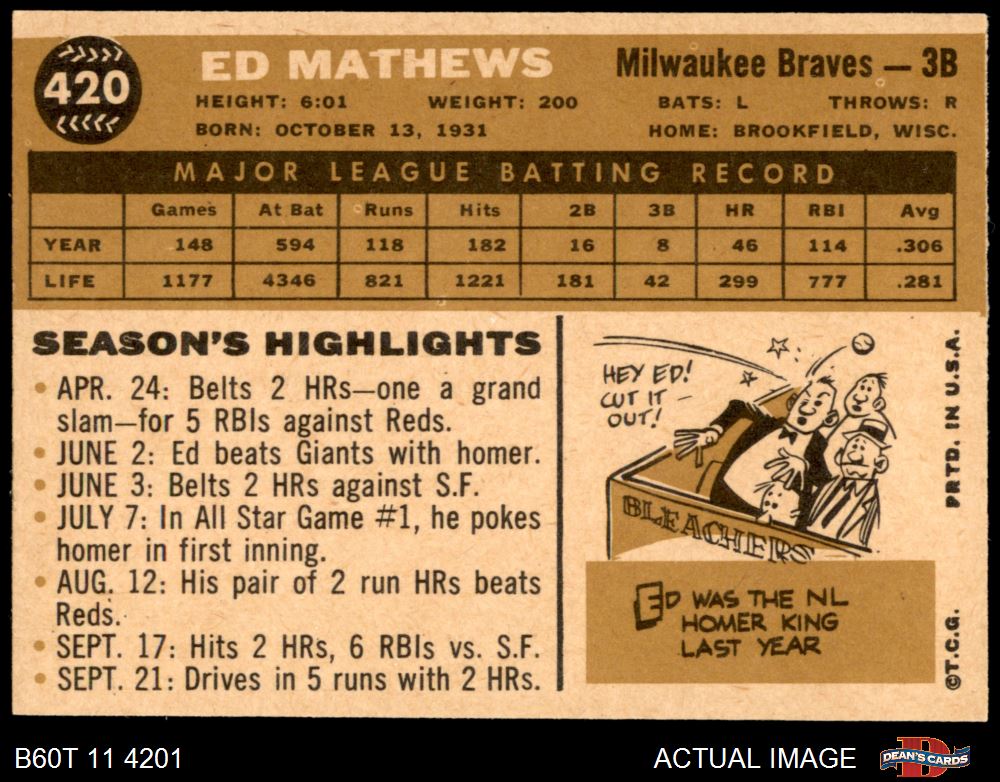 420
ED MATHEWS
Milwaukee Braves — 3B
HEIGHT: 6:01 WEIGHT: 200 BATS: L THROWS: R
BORN: OCTOBER 13, 1931 HOME: BROOKFIELD, WISC.
MAJOR LEAGUE BATTING RECORD
Games At Bat Runs Hits 2B 3B HR RBI Avg
YEAR 148 594 118 182 16 8 46 114 .306
LIFE 1177 4346 821 1221 181 42 299 777 .281
SEASON'S HIGHLIGHTS
• APR. 24: Belts 2 HRs—one a grand
slam—for 5 RBIs against Reds.
• JUNE 2: Ed beats Giants with homer.
• JUNE 3: Belts 2 HRs against S.F.
• JULY 7: In All Star Game #1, he pokes
homer in first inning.
• AUG. 12: His pair of 2 run HRs beats
Reds.
• SEPT. 17: Hits 2 HRs, 6 RBIs vs. S.F.
• SEPT. 21: Drives in 5 runs with 2 HRs.
HEY ED!
CUT IT
OUT!
BLEACHERS
ED WAS THE NL
HOMER KING
LAST YEAR
©T.C.G. PRTD. IN U.S.A.
B60T 11 4201
ACTUAL IMAGE
DEAN'S CARDS